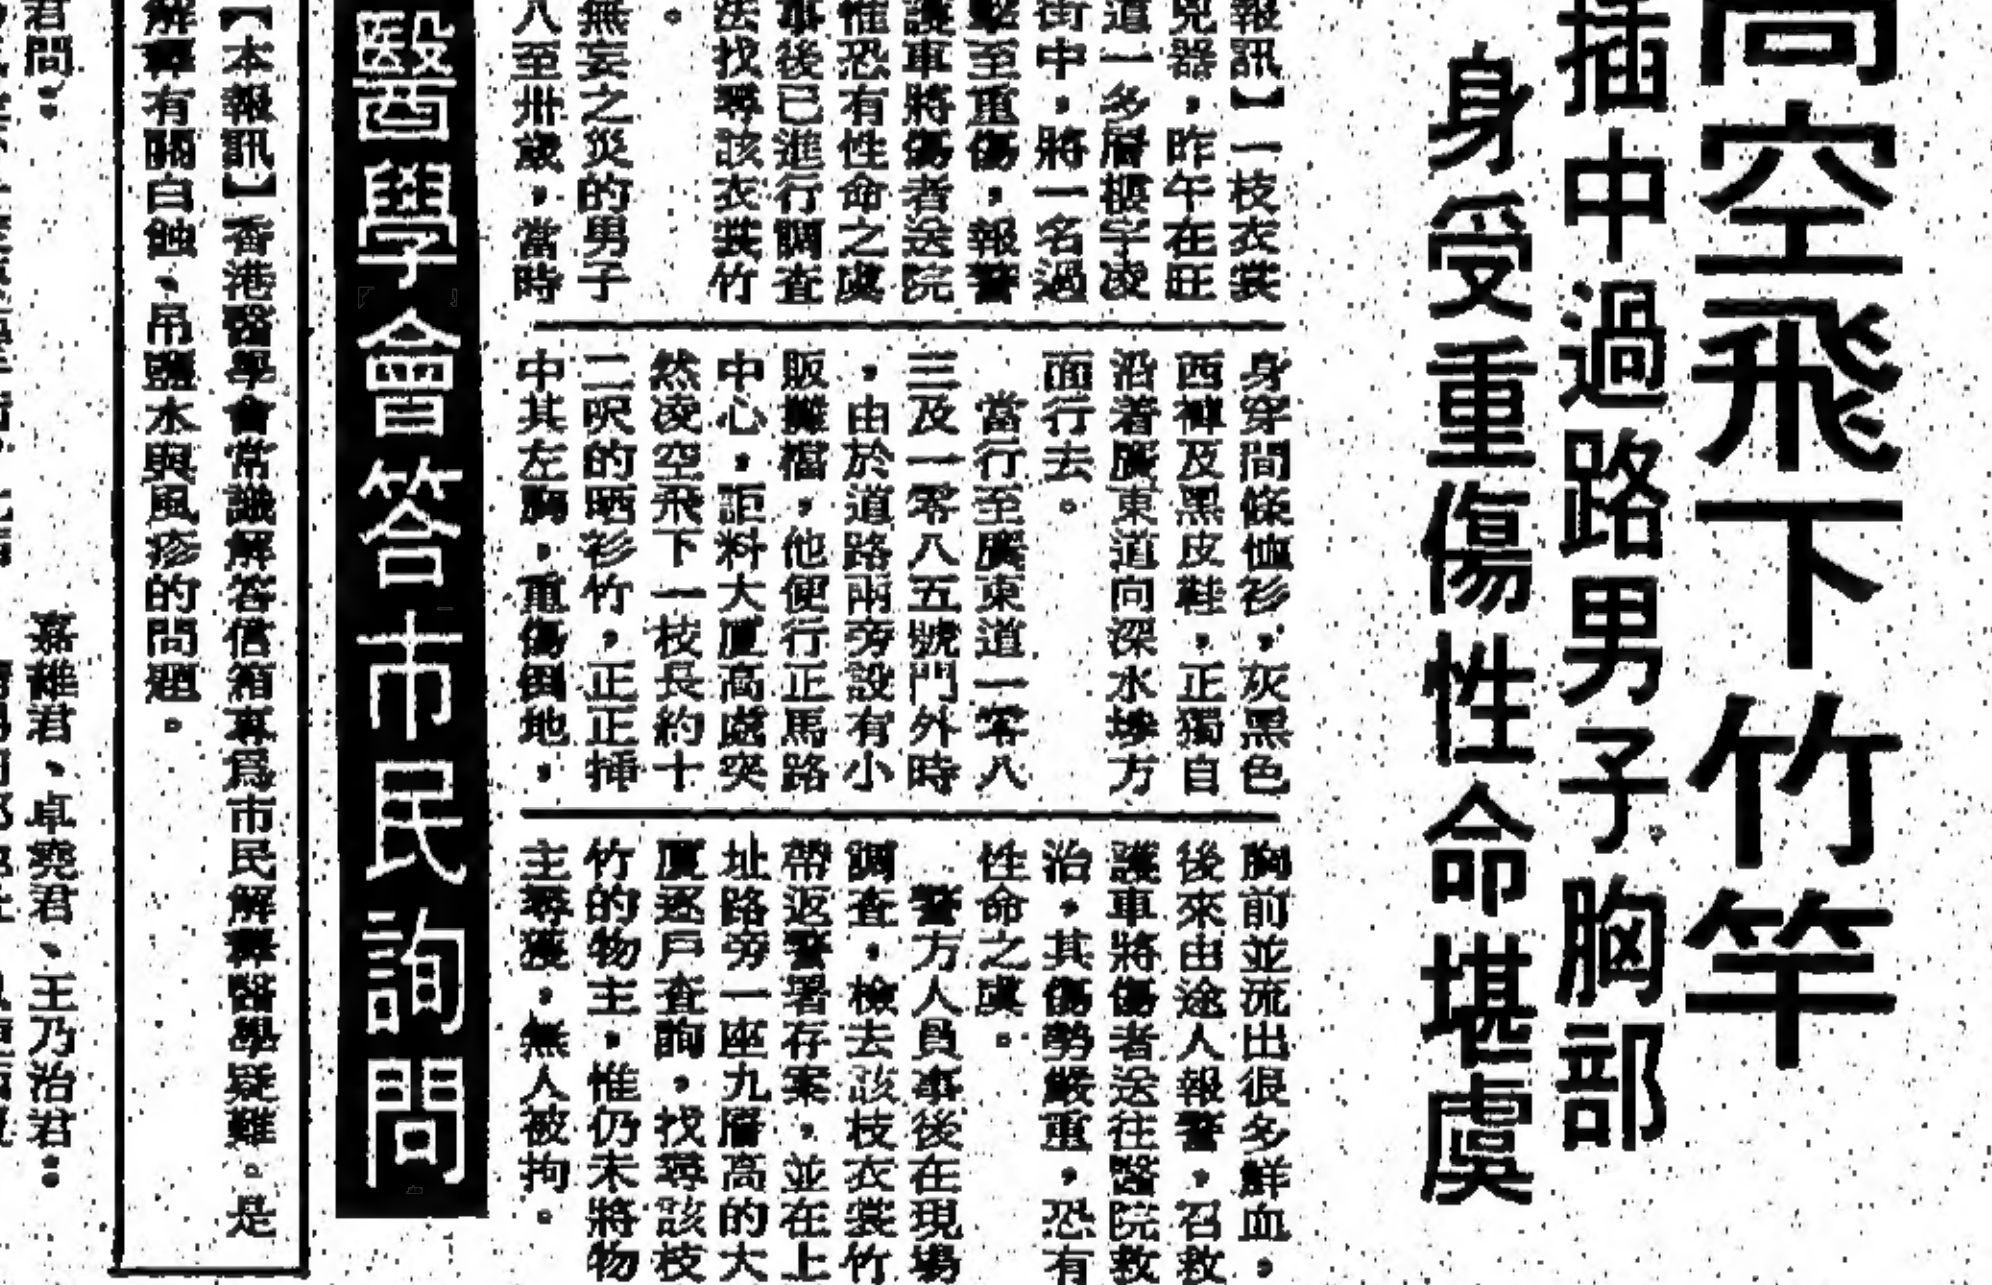 高空飛下竹竿
插中過路男子胸部
身受重傷性命堪虞
報訊】一枝衣裳
兇器,昨午在旺
道一多層樓宇凌
街中,將一名過
擊至重傷,報警
護車將傷者送院
惟恐有性命之虞
事後已進行調查
法找尋該衣裳竹
。
無妄之災的男子
八至卅歲,當時
身穿間條恤衫,灰黑色
西褲及黑皮鞋,正獨自
沿着廣東道向深水埗方
面行去。
當行至廣東道一零八
三及一零八五號門外時
,由於道路兩旁設有小
販攤檔,他便行正馬路
中心,詎料大厦高處突
然凌空飛下一枝長約十
二呎的晒衫竹,正正揷
中其左胸,重傷倒地,
胸前並流出很多鮮血,
後來由途人報警,召救
護車將傷者送往醫院救
治,其傷勢嚴重,恐有
性命之虞。
警方人員事後在現場
調查,檢去該枝衣裳竹
帶返警署存案,並在上
址路旁一座九層高的大
厦逐戶查詢,找尋該枝
竹的物主,惟仍未將物
主尋獲,無人被拘。
醫學會答市民詢問
【本報訊】香港醫學會常識解答信箱專爲市民解釋醫學疑難。是
解釋有關白蝕、吊鹽水與風疹的問題。
君問:
嘉雄君、卓堯君、王乃治君: